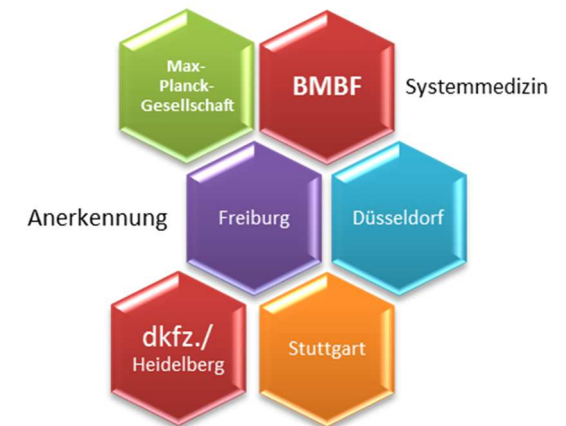 Max-
Planck-
Gesellschaft
BMBF
Systemmedizin
Anerkennung
Freiburg
Düsseldorf
dkfz./
Heidelberg
Stuttgart